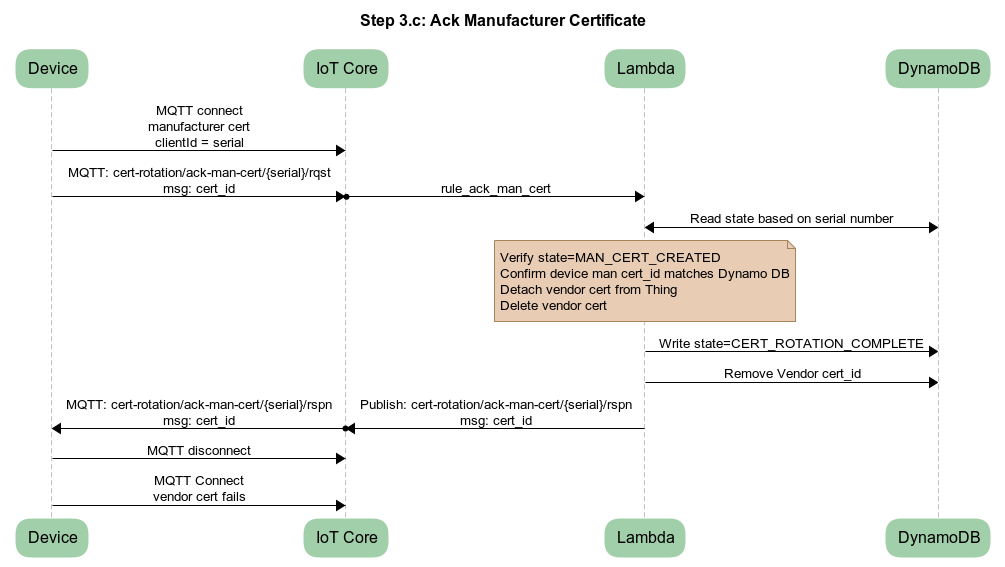 Step 3.c: Ack Manufacturer Certificate
Device
IoT Core
Lambda
DynamoDB
MQTT connect
manufacturer cert
clientId = serial
MQTT: cert-rotation/ack-man-cert/{serial}/rqst
msg: cert_id
rule_ack_man_cert
Read state based on serial number
Verify state=MAN_CERT_CREATED
Confirm device man cert_id matches Dynamo DB
Detach vendor cert from Thing
Delete vendor cert
Write state=CERT_ROTATION_COMPLETE
Remove Vendor cert_id
MQTT: cert-rotation/ack-man-cert/{serial}/rspn
msg: cert_id
Publish: cert-rotation/ack-man-cert/{serial}/rspn
msg: cert_id
MQTT disconnect
MQTT Connect
vendor cert fails
Device
IoT Core
Lambda
DynamoDB